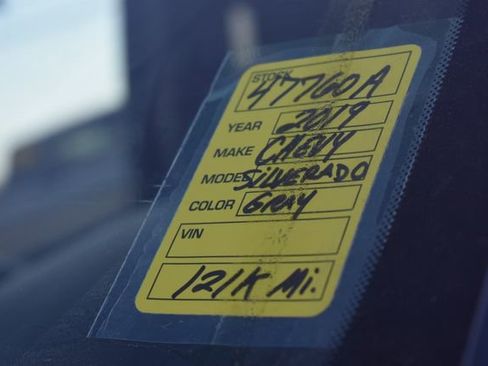 STOCK 47760A
YEAR 2019
MAKE CHEVY
MODEL SILVERADO
COLOR GRAY
VIN
121K Mi.